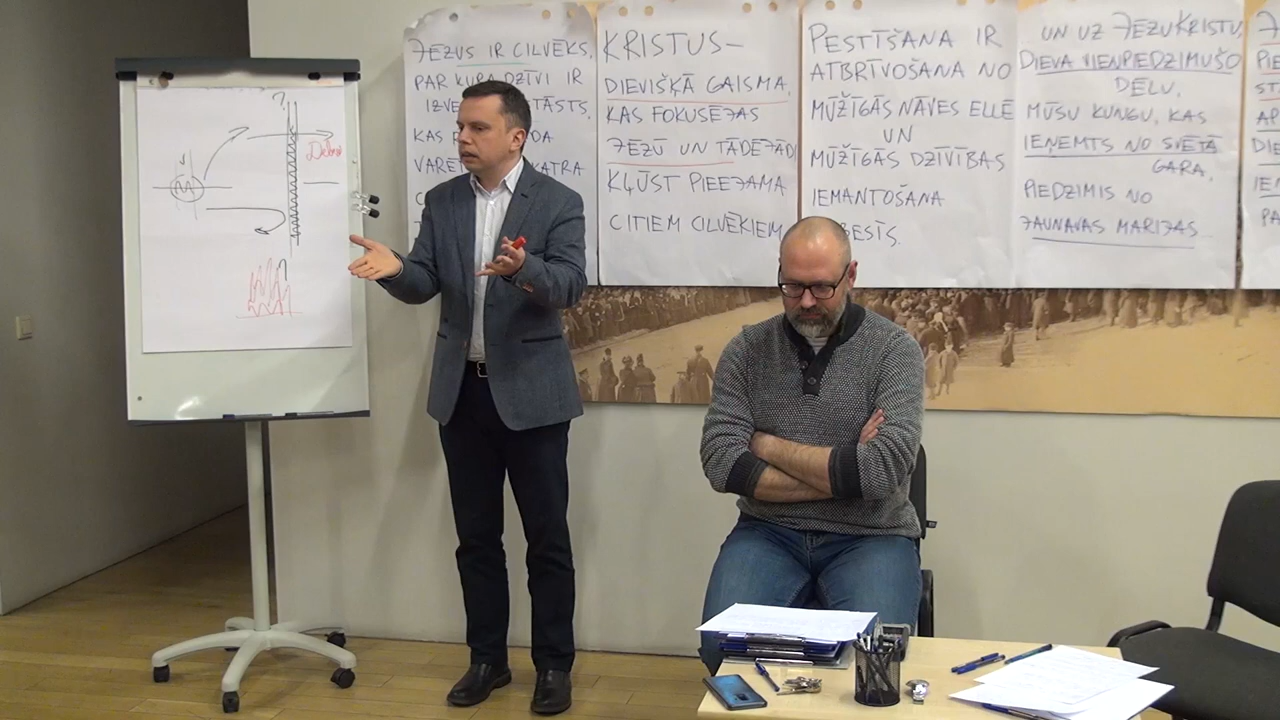 ?
JĒZUS IR CILVĒKS,
PAR KURA DZĪVI IR
KAS
KATRA
KRISTUS –
DIEVIŠĶĀ GAISMA,
KAS FOKUSĒJAS
JĒZŪ UN TĀDĒJĀDI
KĻŪST PIEEJAMA
CITIEM CILVĒKIEM
PESTĪŠANA IR
ATBRĪVOŠANA NO
MŪŽĪGĀS NĀVES ELLĒ
UN
MŪŽĪGĀS DZĪVĪBAS
IEMANTOŠANA
UN UZ JĒZU KRISTU,
DIEVA VIENPIEDZIMUŠO
DĒLU,
MŪSU KUNGU, KAS
IEŅEMTS NO SVĒTĀ
GARA,
PIEDZIMIS NO
JAUNAVAS MARIJAS